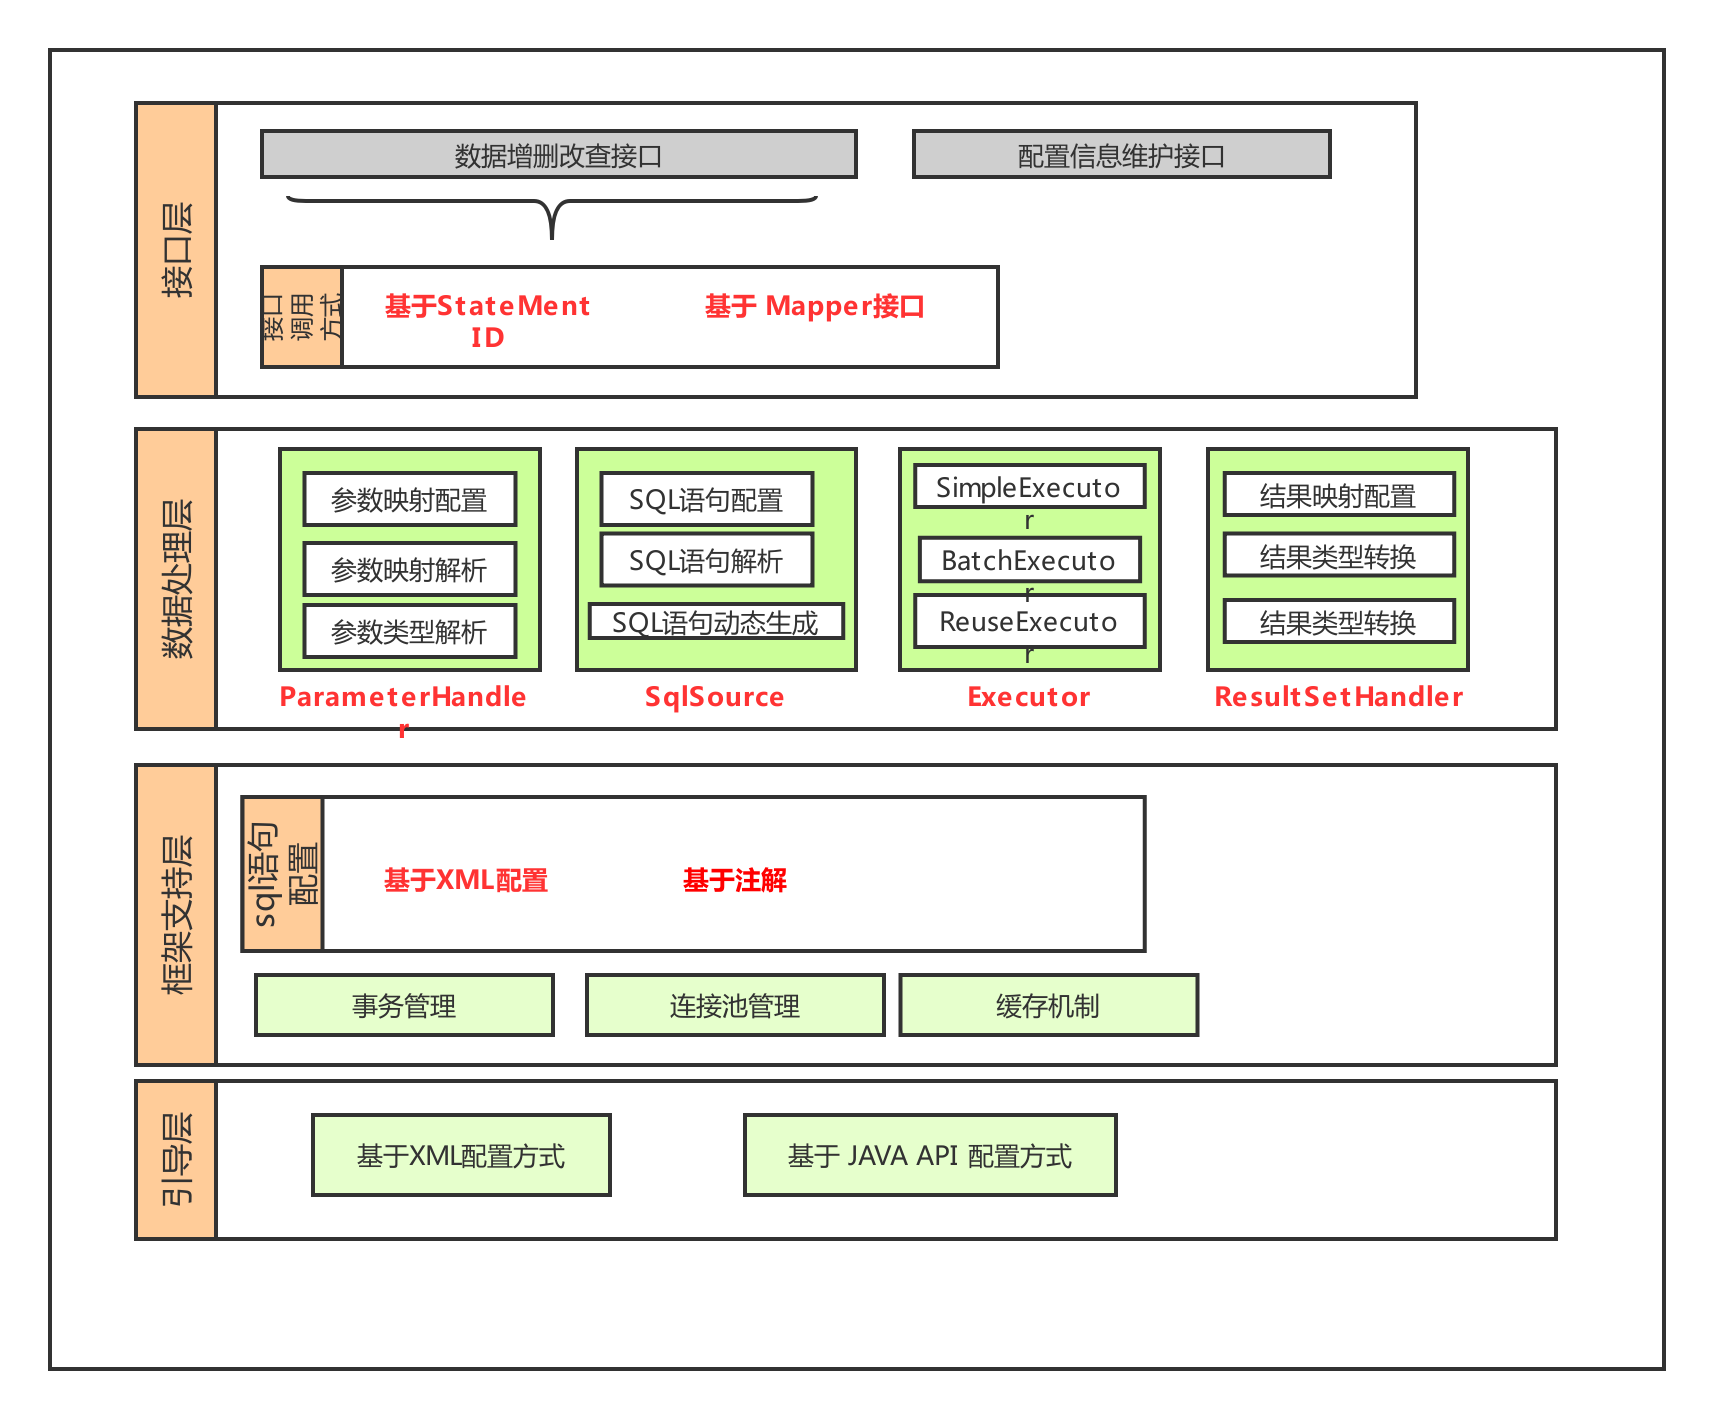 接口层
数据增删改查接口
配置信息维护接口
接口
调用
方式
基于StateMent
ID
基于 Mapper接口
数据处理层
参数映射配置
参数映射解析
参数类型解析
ParameterHandle
r
SQL语句配置
SQL语句解析
SQL语句动态生成
SqlSource
SimpleExecuto
r
BatchExecuto
r
ReuseExecuto
r
Executor
结果映射配置
结果类型转换
结果类型转换
ResultSetHandler
框架支持层
sql语句
配置
基于XML配置
基于注解
事务管理
连接池管理
缓存机制
引导层
基于XML配置方式
基于 JAVA API 配置方式